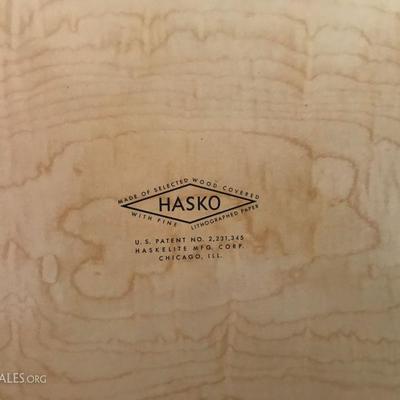 MADE OF SELECTED WOOD COVERED
HASKO
WITH FINE LITHOGRAPHED PAPER
U.S. PATENT NO. 2,231,345
HASKELITE MFG. CORP.
CHICAGO, ILL.
ALES.ORG